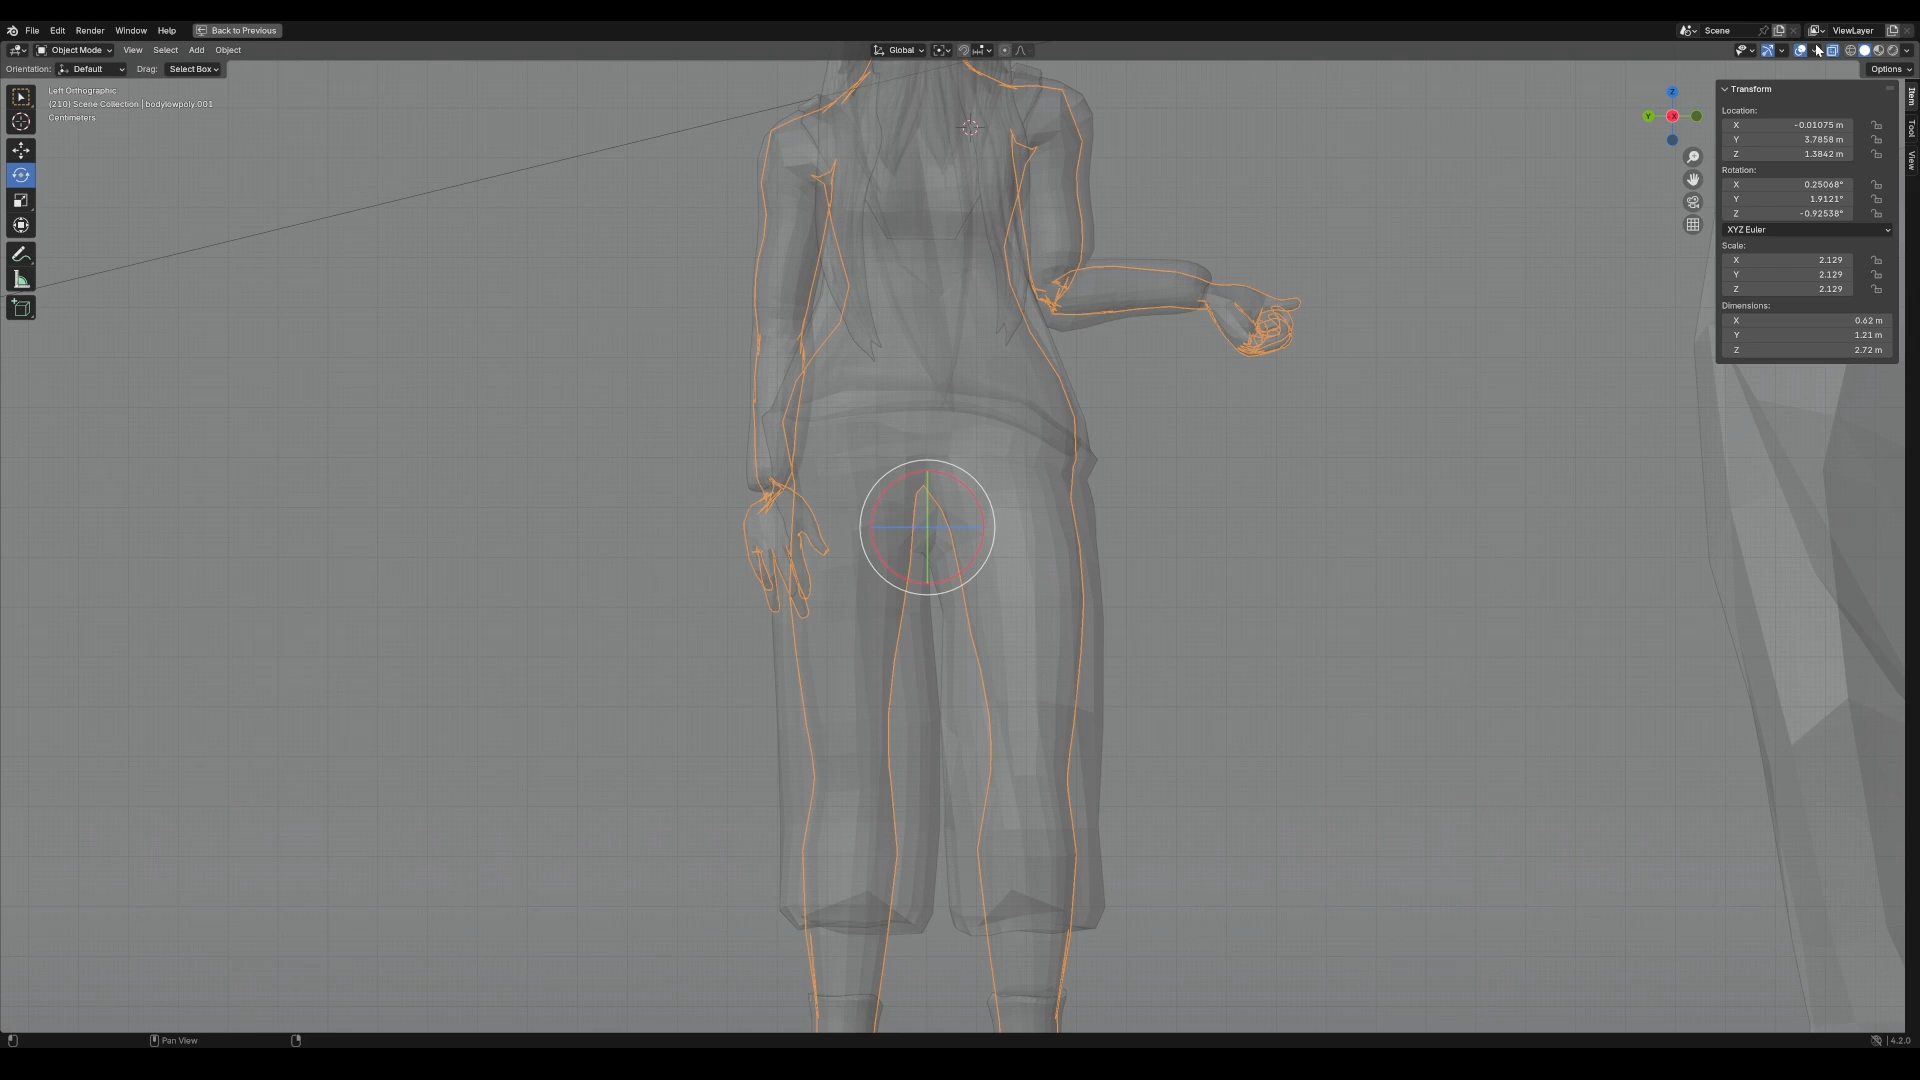 File Edit Render Window Help Back to Previous Scene ViewLayer
Object Mode View Select Add Object Global
Orientation: Default Drag: Select Box Options
Left Orthographic
(210) Scene Collection | bodylowpoly.001
Centimeters
Z
Y
X
Transform
Location:
X -0.01075 m
Y 3.7858 m
Z 1.3842 m
Rotation:
X 0.25068°
Y 1.9121°
Z -0.92538°
XYZ Euler
Scale:
X 2.129
Y 2.129
Z 2.129
Dimensions:
X 0.62 m
Y 1.21 m
Z 2.72 m
Item
Tool
View
Pan View 4.2.0